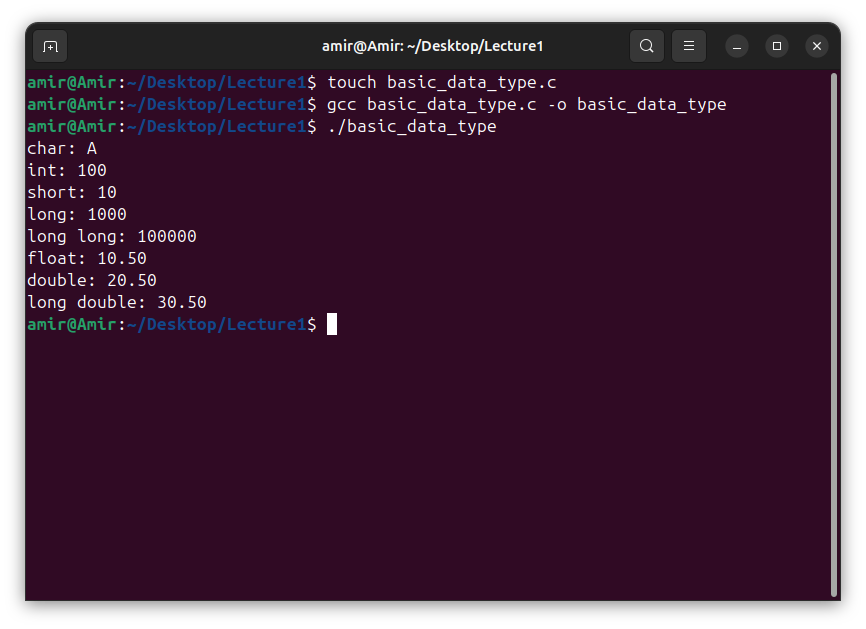 amir@Amir: ~/Desktop/Lecture1
amir@Amir:~/Desktop/Lecture1$ touch basic_data_type.c
amir@Amir:~/Desktop/Lecture1$ gcc basic_data_type.c -o basic_data_type
amir@Amir:~/Desktop/Lecture1$ ./basic_data_type
char: A
int: 100
short: 10
long: 1000
long long: 100000
float: 10.50
double: 20.50
long double: 30.50
amir@Amir:~/Desktop/Lecture1$